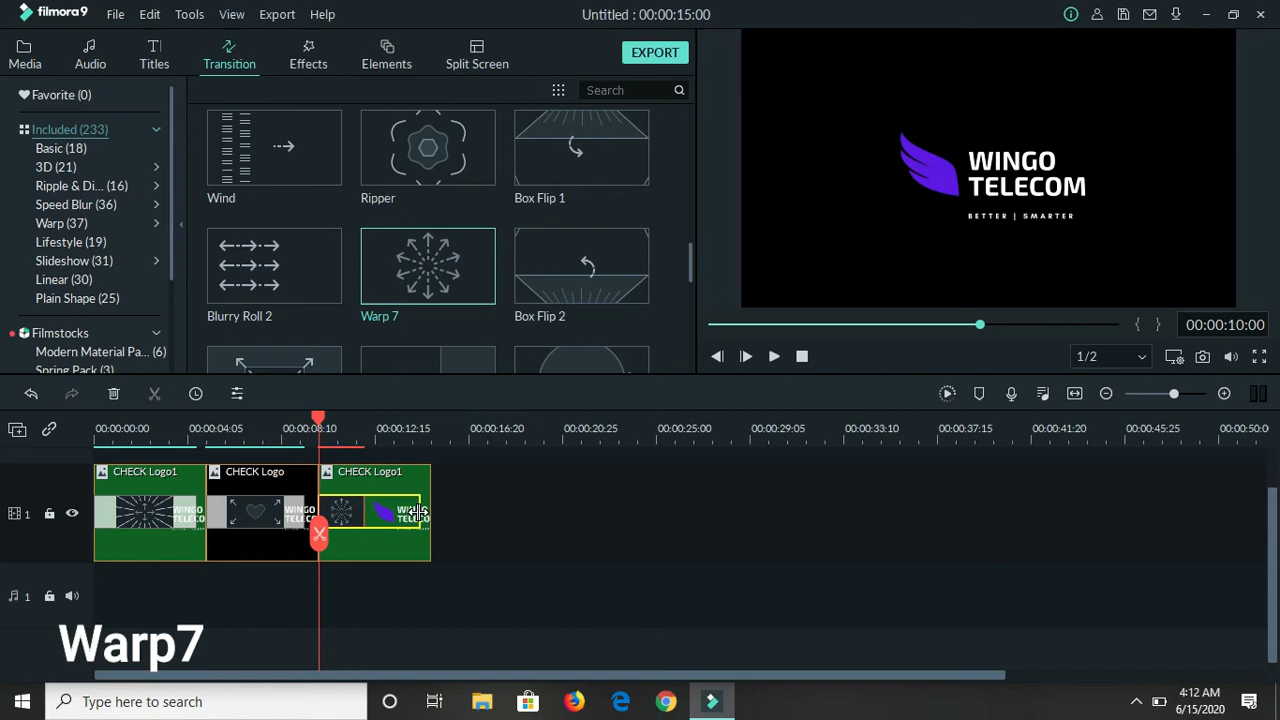 filmora9
File Edit Tools View Export Help
Untitled : 00:00:15:00
Media Audio Titles Transition Effects Elements Split Screen
EXPORT
Favorite (0)
Included (233)
Basic (18)
3D (21)
Ripple & Di... (16)
Speed Blur (36)
Warp (37)
Lifestyle (19)
Slideshow (31)
Linear (30)
Plain Shape (25)
Filmstocks
Modern Material Pa... (6)
Spring Pack (3)
Search
Wind Ripper Box Flip 1
Blurry Roll 2 Warp 7 Box Flip 2
WINGO
TELECOM
BETTER | SMARTER
00:00:10:00
1/2
00:00:00:00 00:00:04:05 00:00:08:10 00:00:12:15 00:00:16:20 00:00:20:25 00:00:25:00 00:00:29:05 00:00:33:10 00:00:37:15 00:00:41:20 00:00:45:25 00:00:50:0
CHECK Logo1 CHECK Logo CHECK Logo1
1
1
Warp7
Type here to search
4:12 AM
6/15/2020